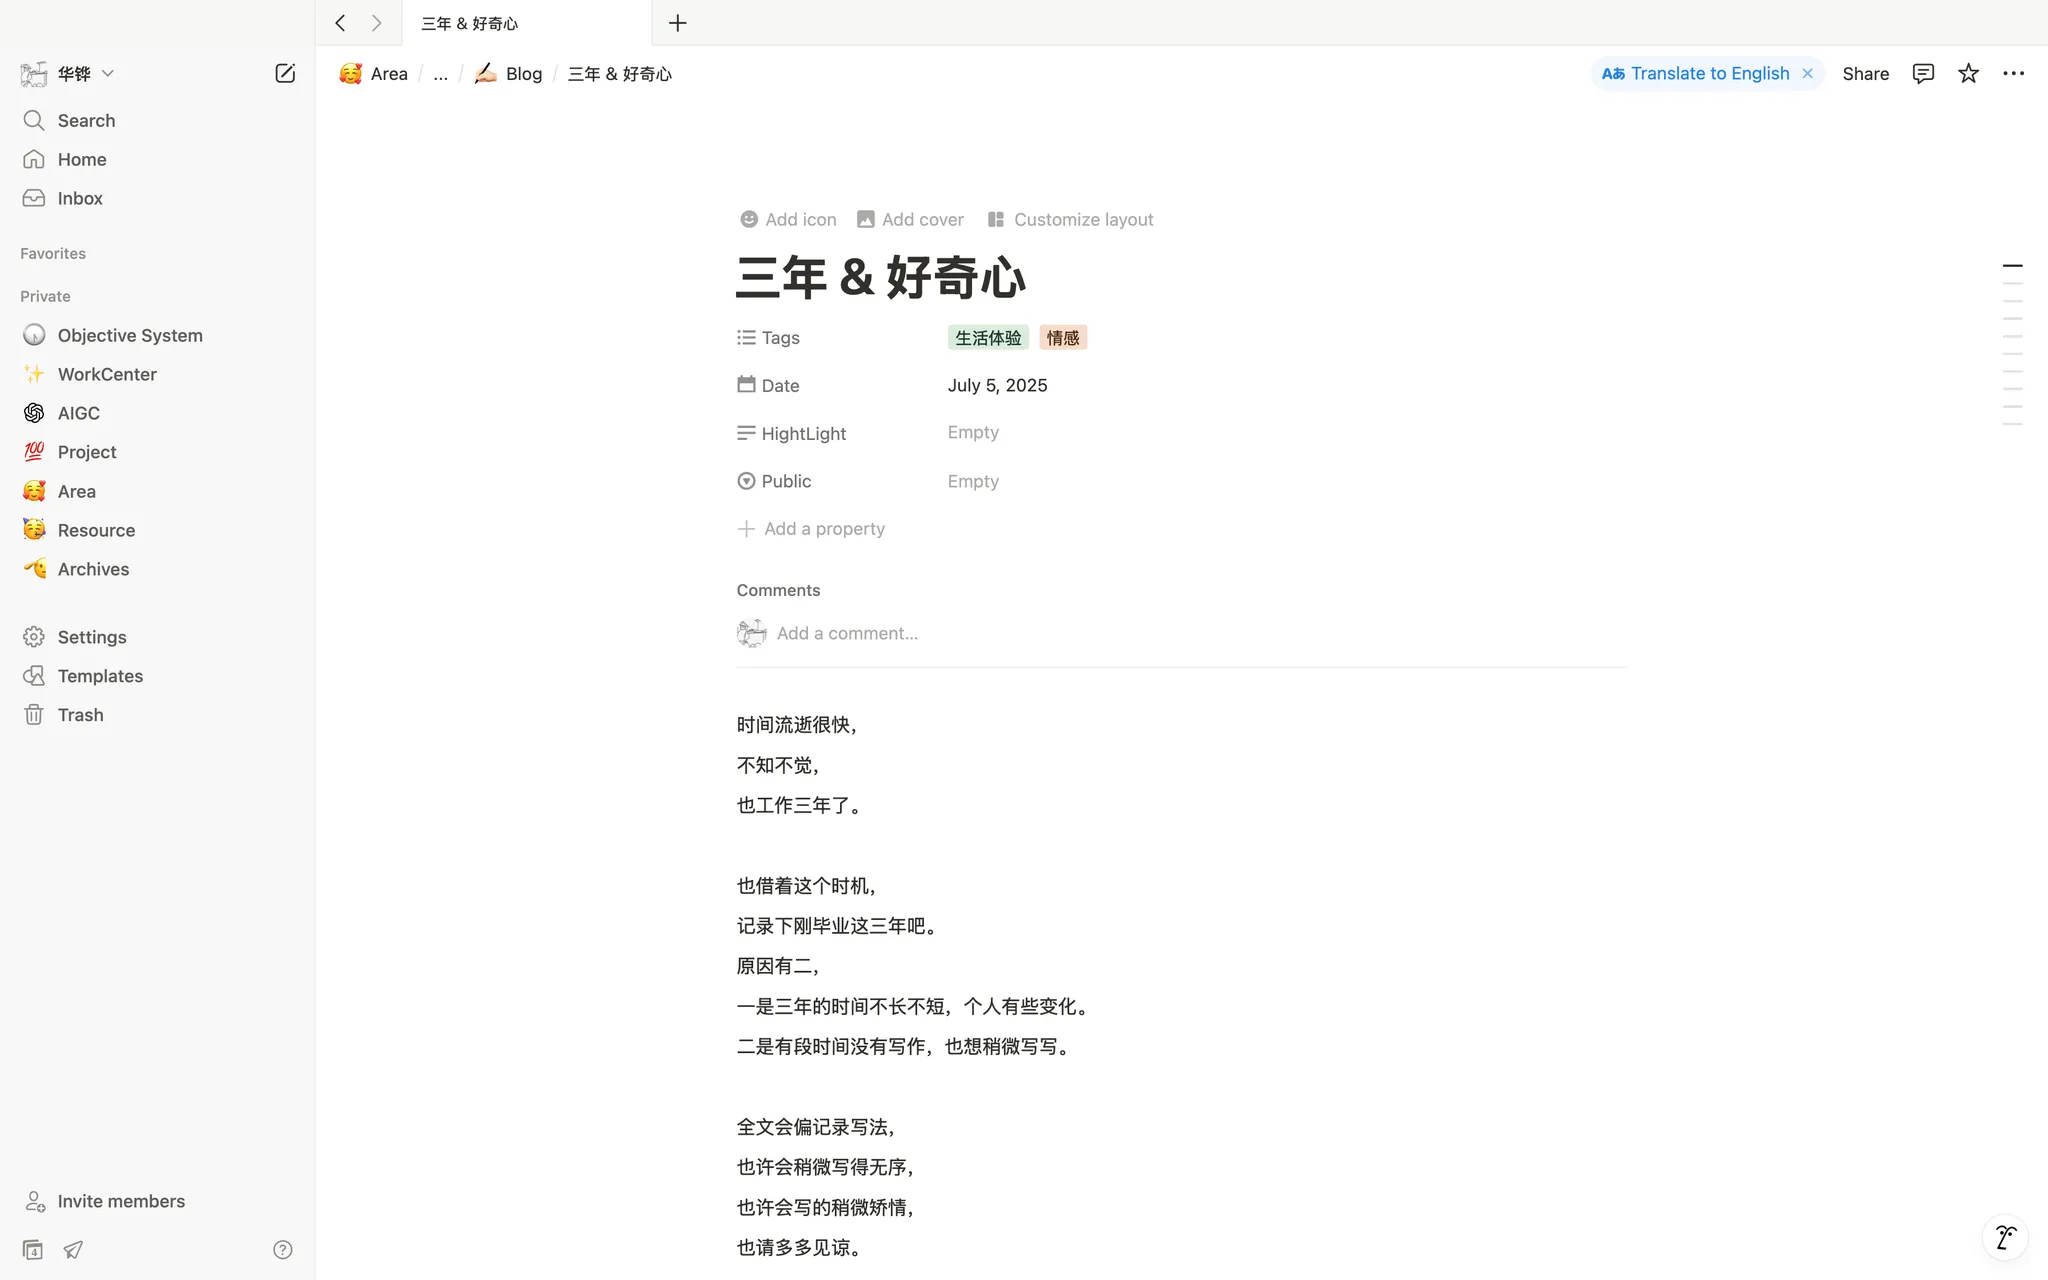 三年 & 好奇心
华铧
Area / ... / Blog / 三年 & 好奇心
Aあ Translate to English
Share
Search
Home
Inbox
Favorites
Private
Objective System
WorkCenter
AIGC
💯 Project
Area
Resource
Archives
Settings
Templates
Trash
Invite members
4
?
Add icon Add cover Customize layout
三年 & 好奇心
Tags 生活体验 情感
Date July 5, 2025
HightLight Empty
Public Empty
Add a property
Comments
Add a comment...
时间流逝很快，
不知不觉，
也工作三年了。
也借着这个时机，
记录下刚毕业这三年吧。
原因有二，
一是三年的时间不长不短，个人有些变化。
二是有段时间没有写作，也想稍微写写。
全文会偏记录写法，
也许会稍微写得无序，
也许会写的稍微矫情，
也请多多见谅。